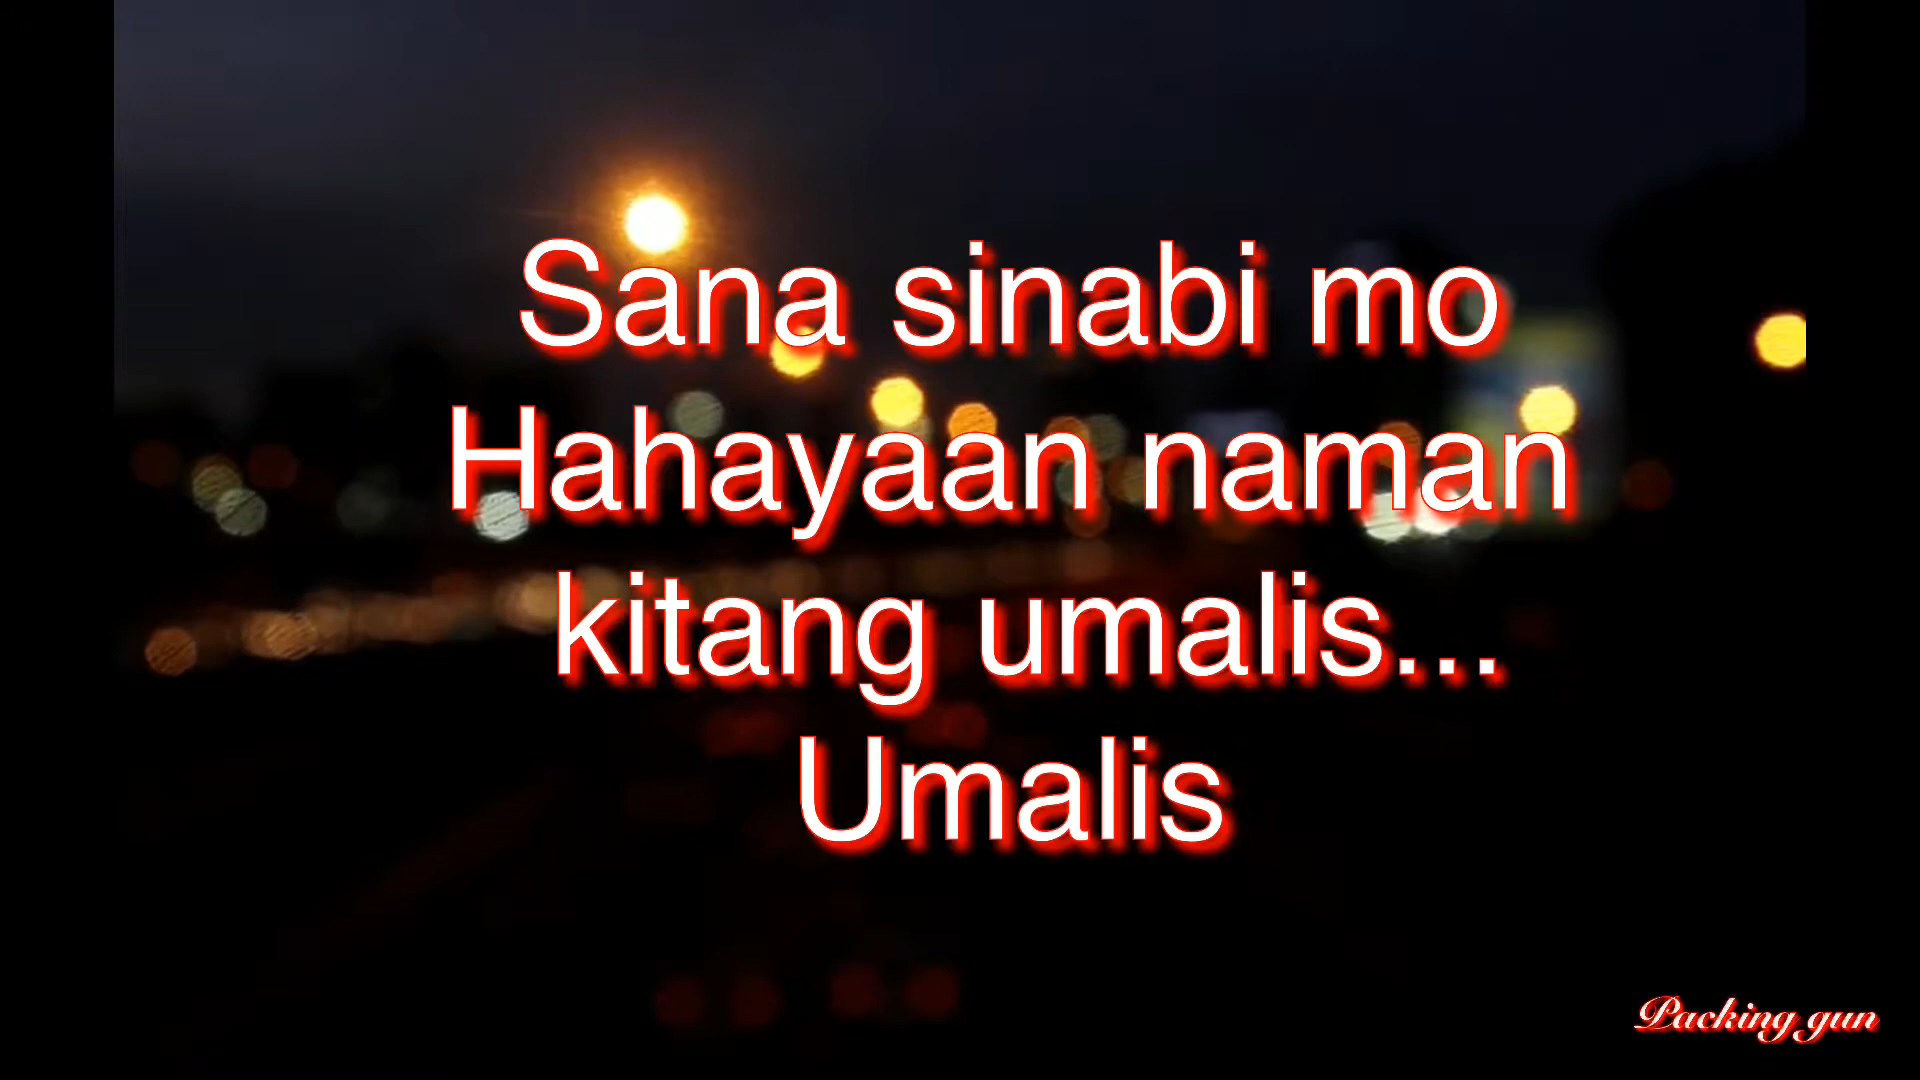 Sana sinabi mo
Hahayaan naman
kitang umalis...
Umalis
Packing gun